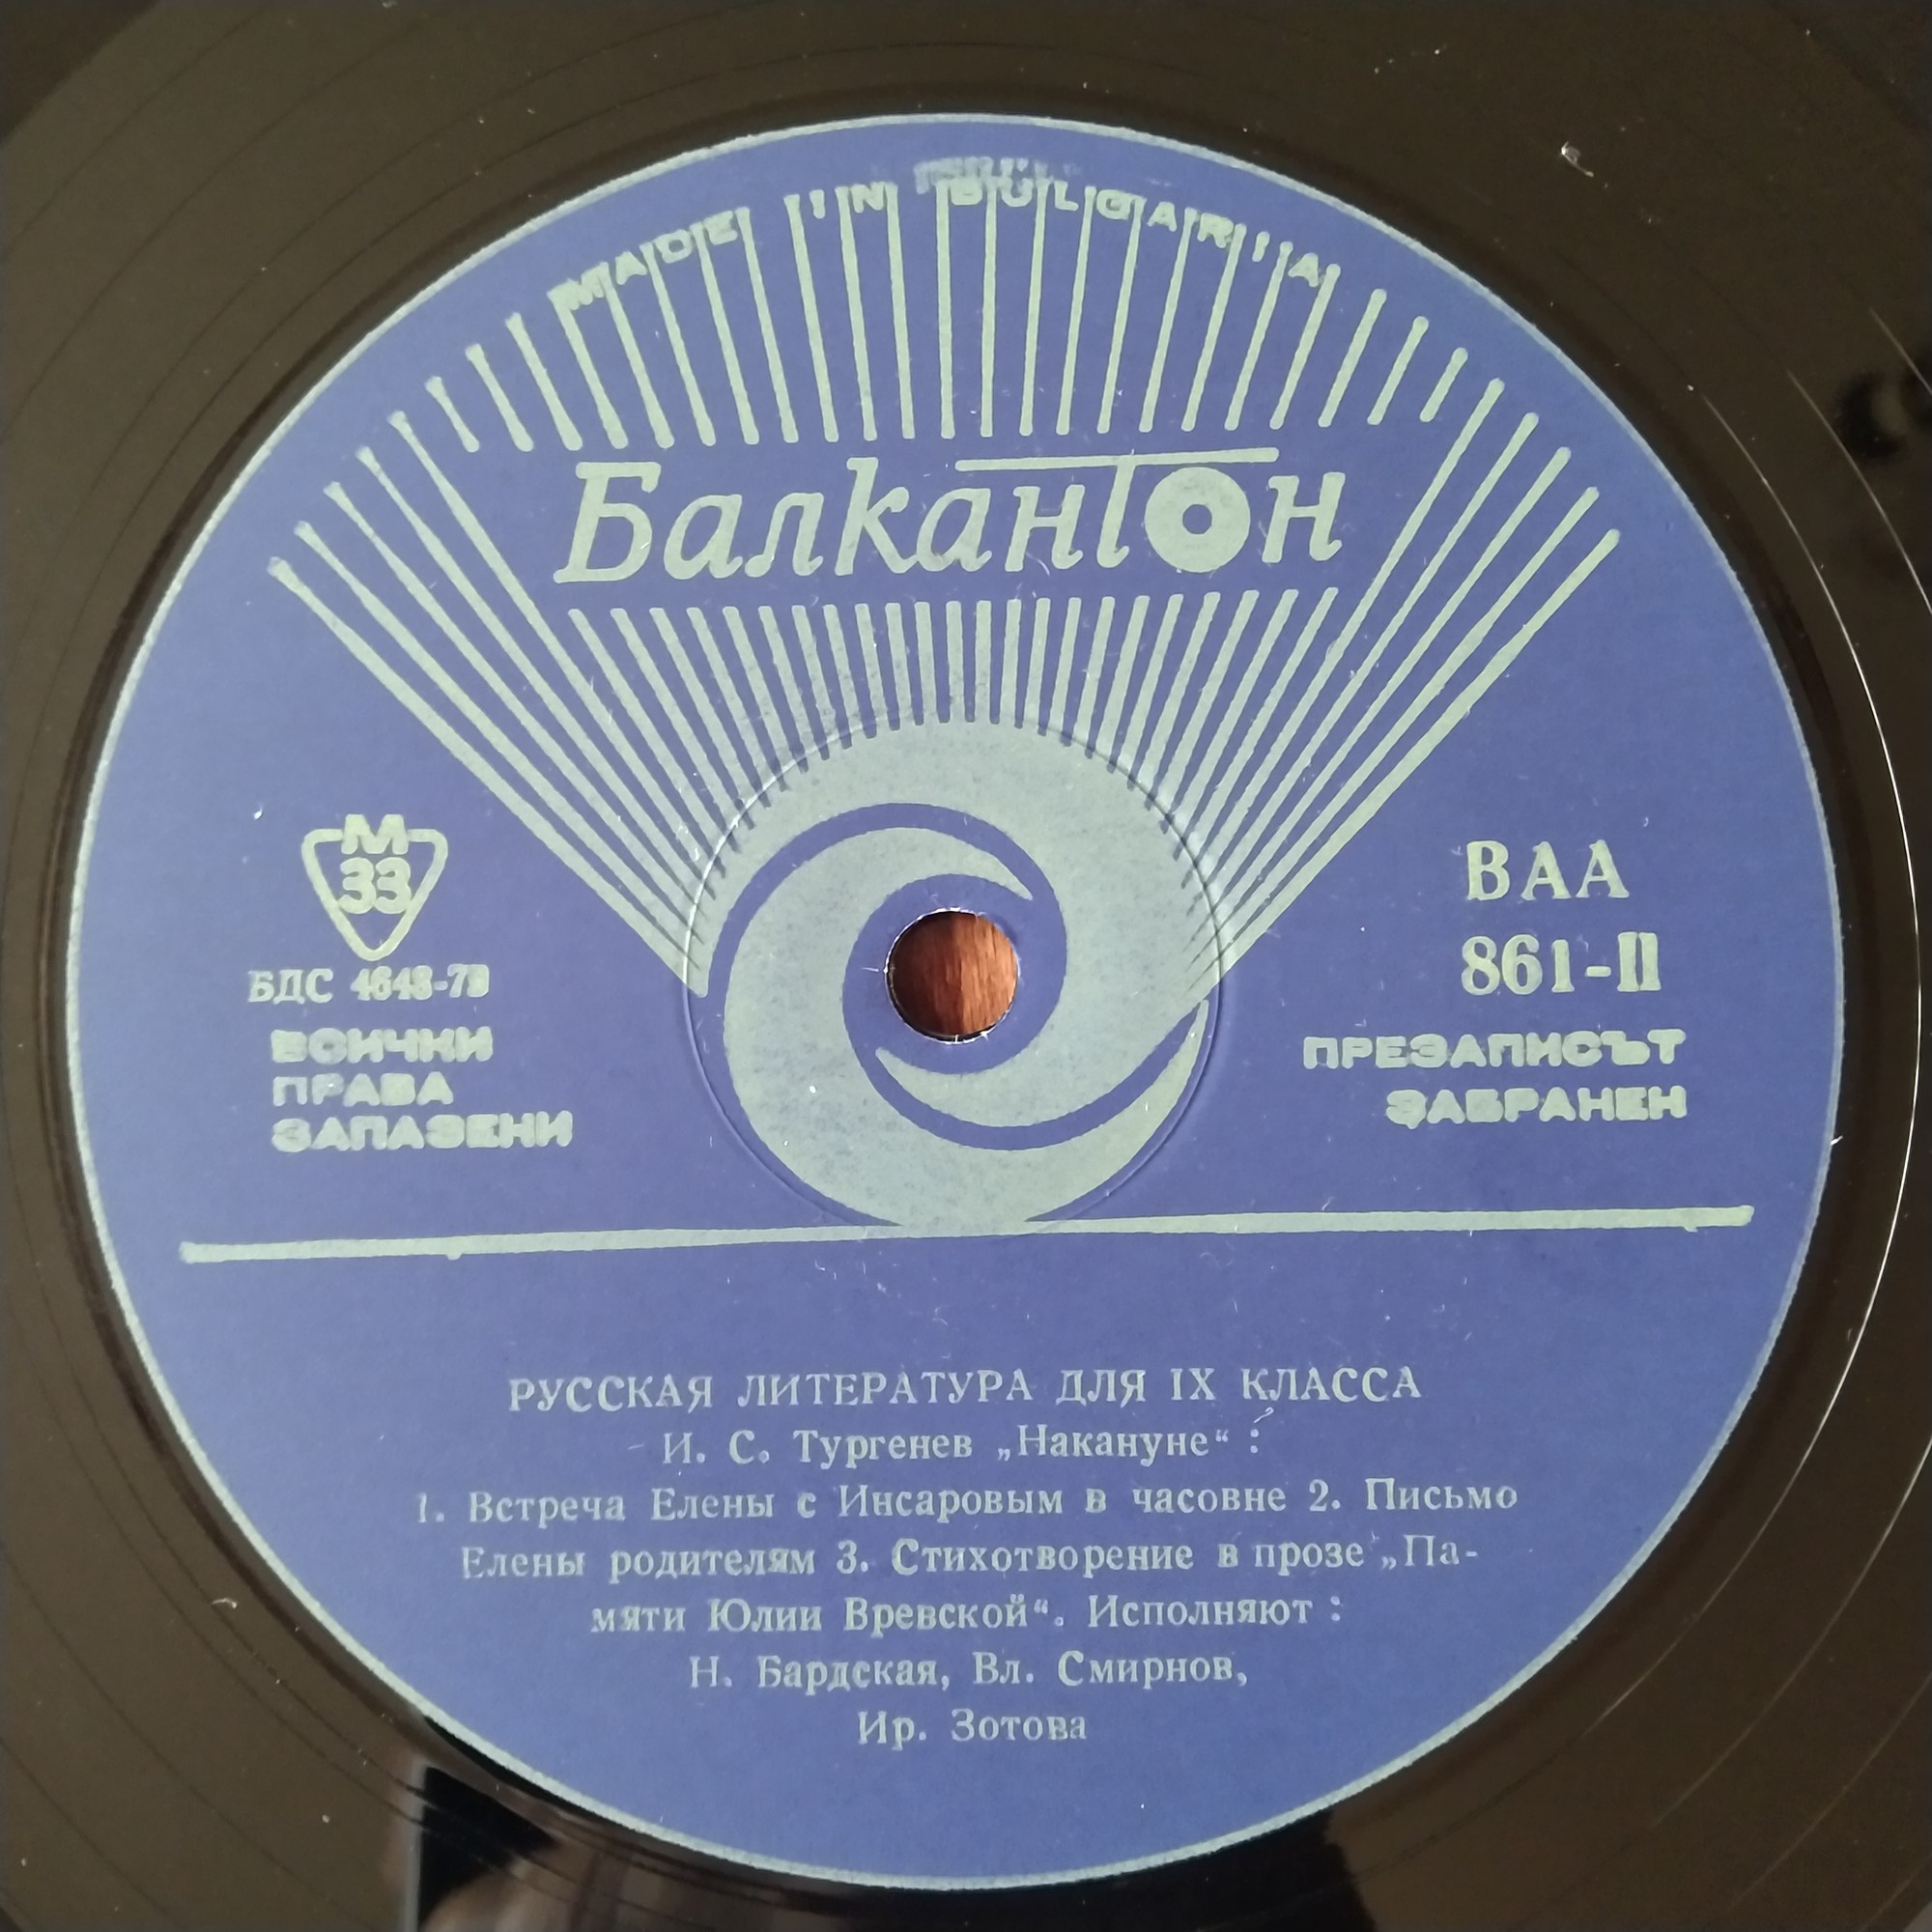 MADE IN BULGARIA
Балкантон
М
33
БДС
ВСИЧКИ
ПРАВА
ЗАПАЗЕНИ
ВАА
861-II
ПРЕЗАПИСЪТ
ЗАБРАНЕН
РУССКАЯ ЛИТЕРАТУРА ДЛЯ IX КЛАССА
И. С. Тургенев „Накануне“ :
1. Встреча Елены с Инсаровым в часовне 2. Письмо
Елены родителям 3. Стихотворение в прозе „Па-
мяти Юлии Вревской“. Исполняют :
Н. Бардская, Вл. Смирнов,
Ир. Зотова